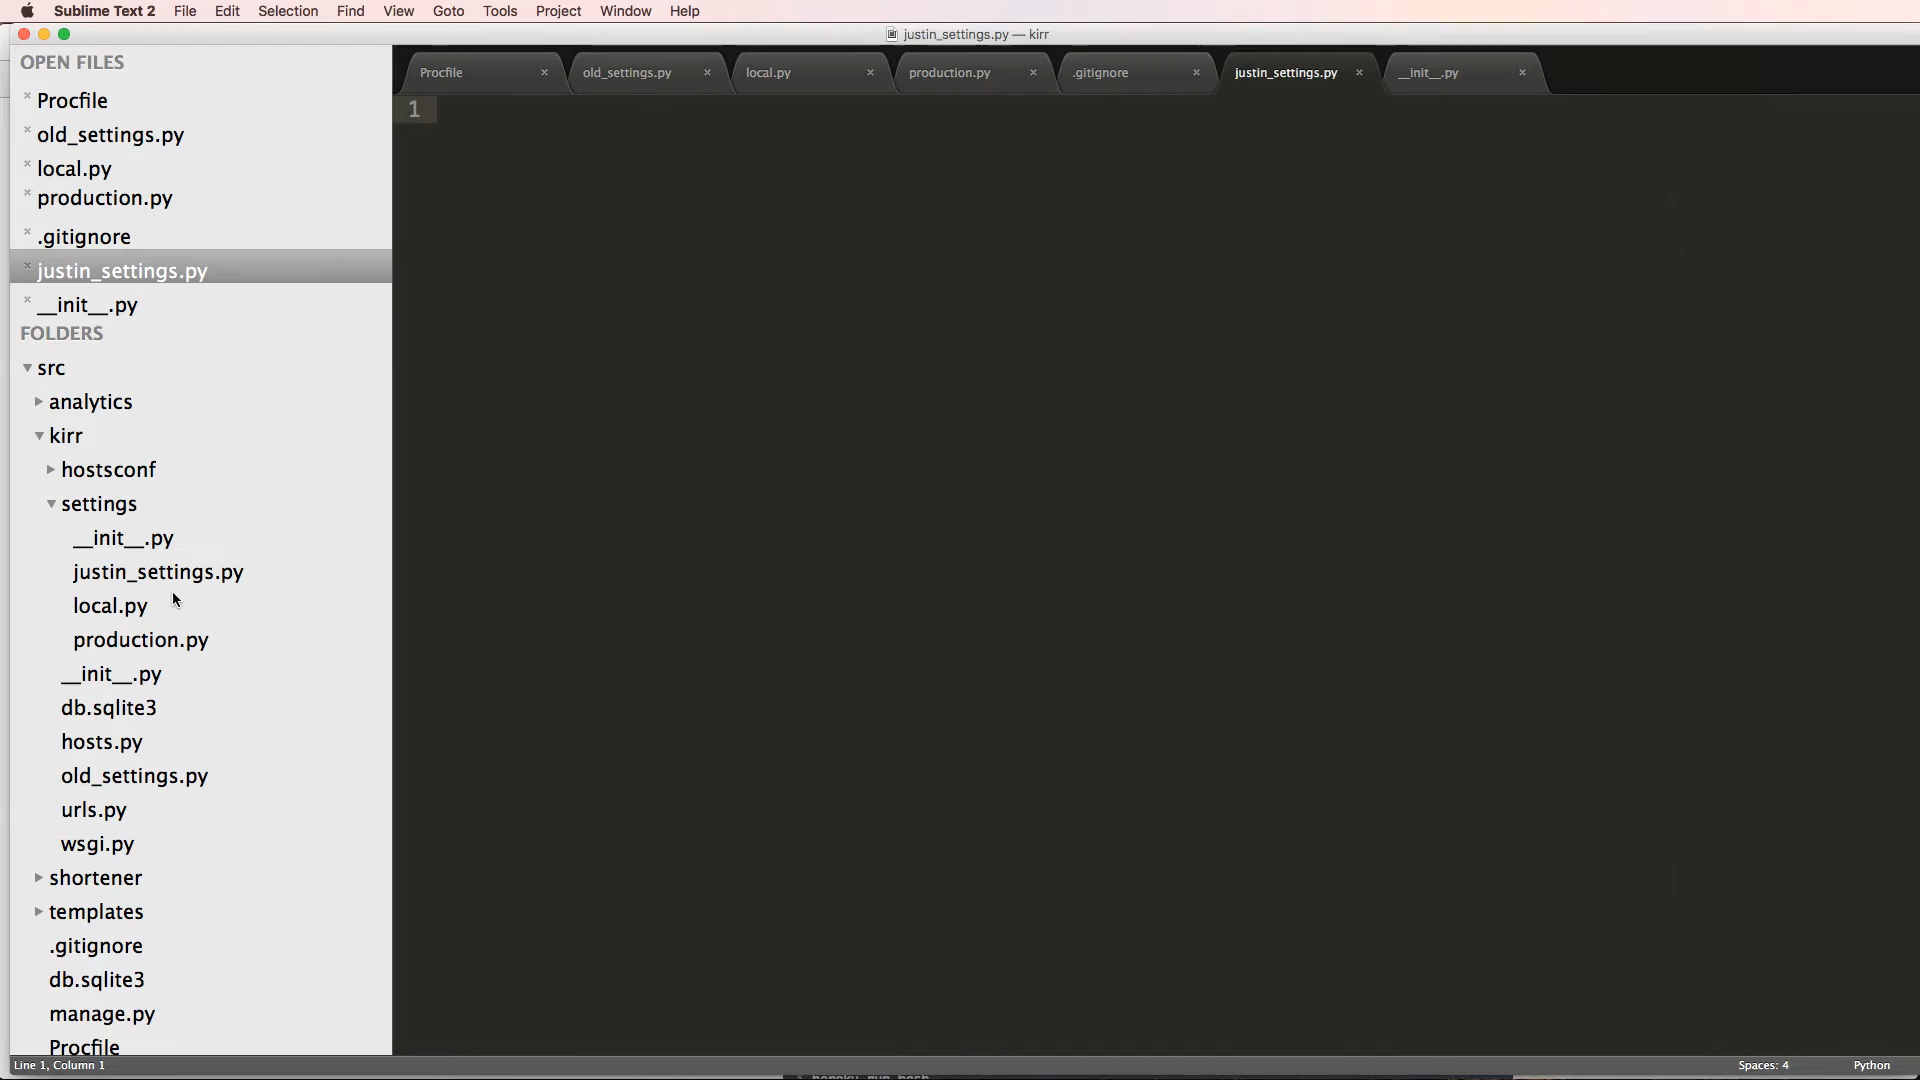 Sublime Text 2 File Edit Selection Find View Goto Tools Project Window Help
justin_settings.py — kirr
OPEN FILES
Procfile
old_settings.py
local.py
production.py
.gitignore
justin_settings.py
__init__.py
FOLDERS
src
analytics
kirr
hostsconf
settings
__init__.py
justin_settings.py
local.py
production.py
__init__.py
db.sqlite3
hosts.py
old_settings.py
urls.py
wsgi.py
shortener
templates
.gitignore
db.sqlite3
manage.py
Procfile
Procfile old_settings.py local.py production.py .gitignore justin_settings.py __init__.py
1
Line 1, Column 1 Spaces: 4 Python